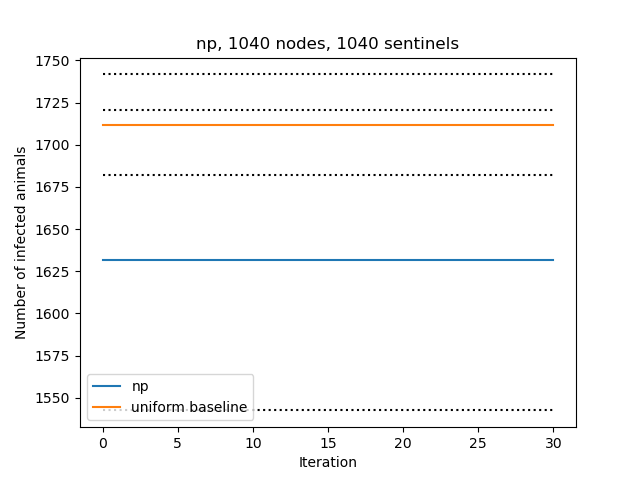 np, 1040 nodes, 1040 sentinels
1750
1725
1700
1675
1650
1625
1600
1575
1550
Number of infected animals
np
uniform baseline
0 5 10 15 20 25 30
Iteration